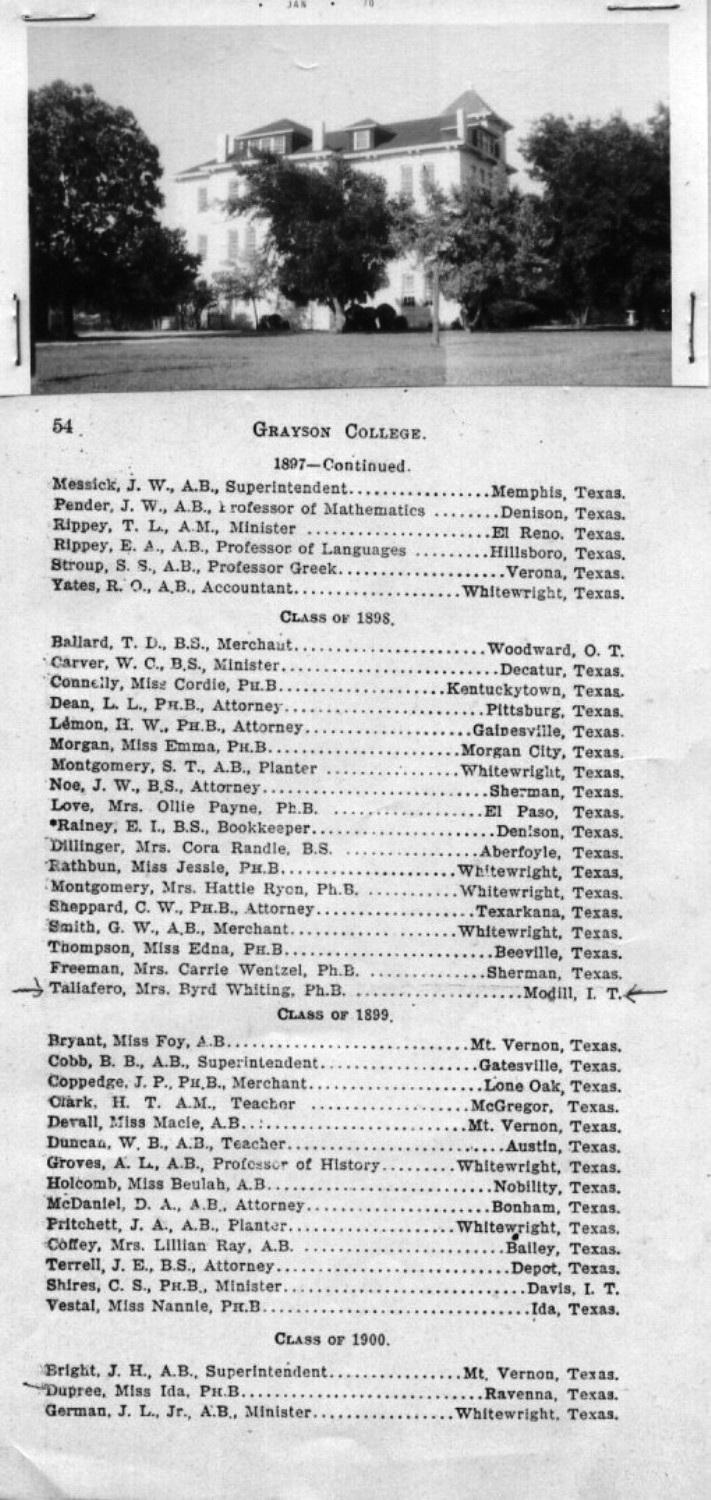 JAN • 70
54 GRAYSON COLLEGE.
1897—Continued.
Messick, J. W., A.B., Superintendent.................Memphis, Texas.
Pender, J. W., A.B., Professor of Mathematics ........Denison, Texas.
Rippey, T. L., A.M., Minister ......................El Reno, Texas.
Rippey, E. A., A.B., Professor of Languages .........Hillsboro, Texas.
Stroup, S. S., A.B., Professor Greek....................Verona, Texas.
Yates, R. O., A.B., Accountant....................Whitewright, Texas.
CLASS OF 1898.
Ballard, T. D., B.S., Merchant.......................Woodward, O. T.
Carver, W. C., B.S., Minister..........................Decatur, Texas.
Connelly, Miss Cordie, PH.B....................Kentuckytown, Texas.
Dean, L. L., PH.B., Attorney........................Pittsburg, Texas.
Lemon, H. W., PH.B., Attorney....................Gainesville, Texas.
Morgan, Miss Emma, PH.B.......................Morgan City, Texas.
Montgomery, S. T., A.B., Planter ................Whitewright, Texas.
Noe, J. W., B.S., Attorney...........................Sherman, Texas.
Love, Mrs. Ollie Payne, Ph.B. ....................El Paso, Texas.
*Rainey, E. I., B.S., Bookkeeper......................Denison, Texas.
Dillinger, Mrs. Cora Randle, B.S. ................Aberfoyle, Texas.
Rathbun, Miss Jessie, PH.B.....................Whitewright, Texas.
Montgomery, Mrs. Hattie Ryon, Ph.B. ...........Whitewright, Texas.
Sheppard, C. W., PH.B., Attorney...................Texarkana, Texas.
Smith, G. W., A.B., Merchant....................Whitewright, Texas.
Thompson, Miss Edna, PH.B.........................Beeville, Texas.
Freeman, Mrs. Carrie Wentzel, Ph.B. ..............Sherman, Texas.
Taliafero, Mrs. Byrd Whiting, Ph.B. ....................Modill, I. T.
CLASS OF 1899.
Bryant, Miss Foy, A.B.............................Mt. Vernon, Texas.
Cobb, B. B., A.B., Superintendent...................Gatesville, Texas.
Coppedge, J. P., PH.B., Merchant.....................Lone Oak, Texas.
Clark, H. T. A.M., Teacher ...................McGregor, Texas.
Devall, Miss Macie, A.B...........................Mt. Vernon, Texas.
Duncan, W. B., A.B., Teacher..........................Austin, Texas.
Groves, A. L., A.B., Professor of History.........Whitewright, Texas.
Holcomb, Miss Beulah, A.B...........................Nobility, Texas.
McDaniel, D. A., A.B., Attorney......................Bonham, Texas.
Pritchett, J. A., A.B., Planter....................Whitewright, Texas.
Coffey, Mrs. Lillian Ray, A.B. ........................Bailey, Texas.
Terrell, J. E., B.S., Attorney............................Depot, Texas.
Shires, C. S., PH.B., Minister.............................Davis, I. T.
Vestal, Miss Nannie, PH.B................................Ida, Texas.
CLASS OF 1900.
Bright, J. H., A.B., Superintendent................Mt. Vernon, Texas.
Dupree, Miss Ida, PH.B.............................Ravenna, Texas.
German, J. L., Jr., A.B., Minister.................Whitewright, Texas.